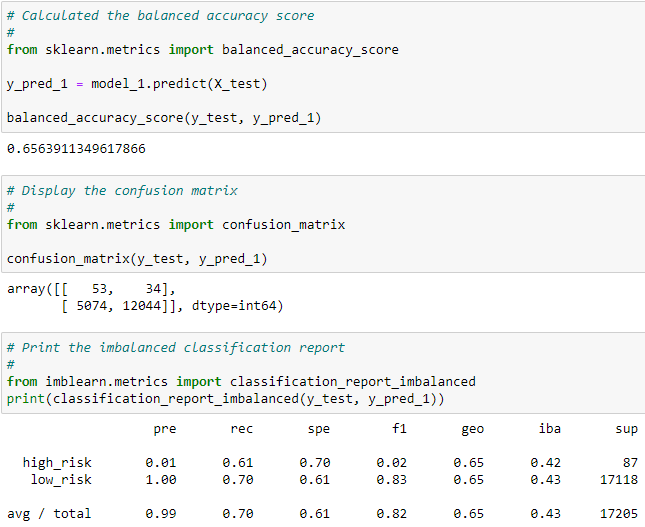 # Calculated the balanced accuracy score
#
from sklearn.metrics import balanced_accuracy_score
y_pred_1 = model_1.predict(X_test)
balanced_accuracy_score(y_test, y_pred_1)
0.6563911349617866
# Display the confusion matrix
#
from sklearn.metrics import confusion_matrix
confusion_matrix(y_test, y_pred_1)
array([[   53,    34],
       [ 5074, 12044]], dtype=int64)
# Print the imbalanced classification report
#
from imblearn.metrics import classification_report_imbalanced
print(classification_report_imbalanced(y_test, y_pred_1))
pre rec spe f1 geo iba sup
high_risk 0.01 0.61 0.70 0.02 0.65 0.42 87
low_risk 1.00 0.70 0.61 0.83 0.65 0.43 17118
avg / total 0.99 0.70 0.61 0.82 0.65 0.43 17205